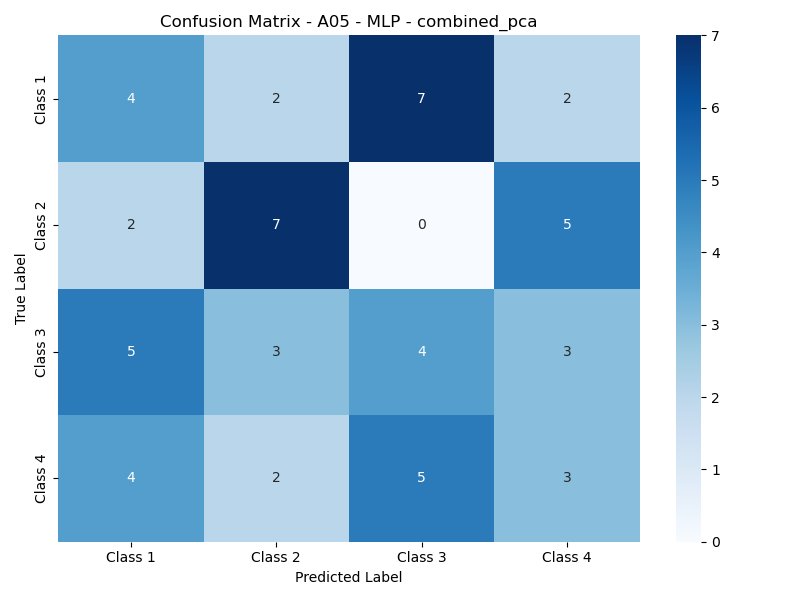 Confusion Matrix - A05 - MLP - combined_pca
True Label
Class 1
4 2 7 2
Class 2
2 7 0 5
Class 3
5 3 4 3
Class 4
4 2 5 3
Class 1 Class 2 Class 3 Class 4
Predicted Label
7
6
5
4
3
2
1
0